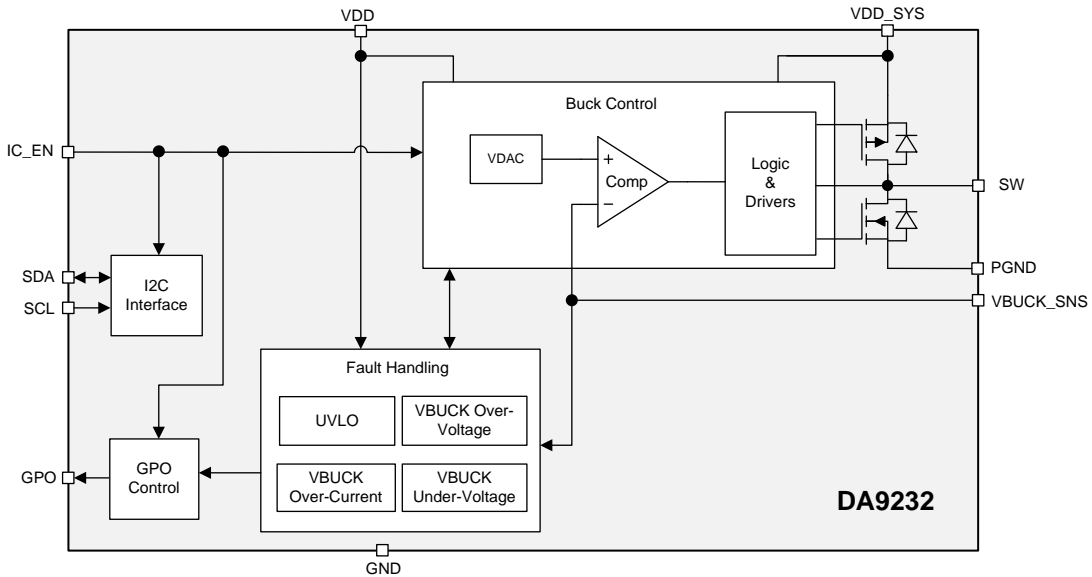 VDD
VDD_SYS
Buck Control
IC_EN
VDAC
+
Comp
−
Logic
&
Drivers
SW
SDA
SCL
I2C
Interface
PGND
VBUCK_SNS
Fault Handling
UVLO
VBUCK Over-
Voltage
GPO
GPO
Control
VBUCK
Over-Current
VBUCK
Under-Voltage
DA9232
GND